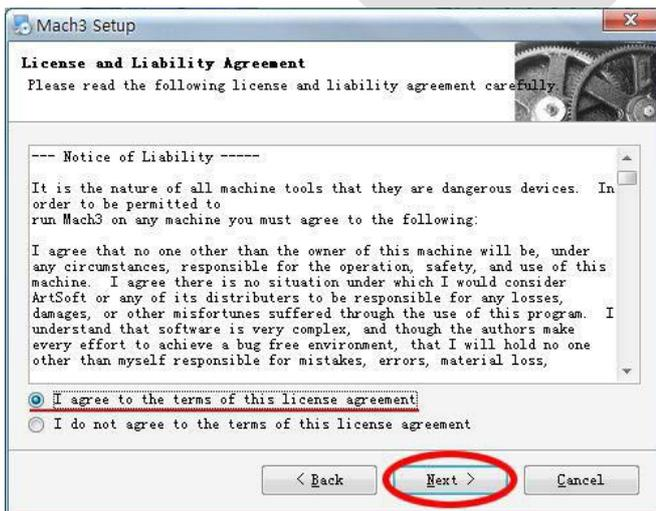 Mach3 Setup
License and Liability Agreement
Please read the following license and liability agreement carefully.
--- Notice of Liability -----
It is the nature of all machine tools that they are dangerous devices. In
order to be permitted to
run Mach3 on any machine you must agree to the following:
I agree that no one other than the owner of this machine will be, under
any circumstances, responsible for the operation, safety, and use of this
machine. I agree there is no situation under which I would consider
ArtSoft or any of its distributers to be responsible for any losses,
damages, or other misfortunes suffered through the use of this program. I
understand that software is very complex, and though the authors make
every effort to achieve a bug free environment, that I will hold no one
other than myself responsible for mistakes, errors, material loss,
I agree to the terms of this license agreement
I do not agree to the terms of this license agreement
< Back Next > Cancel